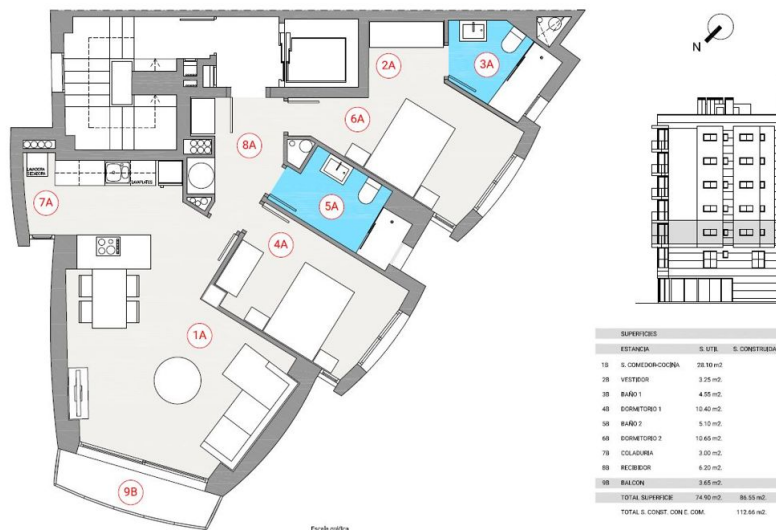 2A
3A
N
6A
8A
LAVADORA
SECADORA
LAVAPLATOS
7A
5A
4A
1A
9B
Escala gráfica
SUPERFICIES
ESTANCIA S. UTIL S. CONSTRUIDA
1B S. COMEDOR-COCINA 28.10 m2.
2B VESTIDOR 3.25 m2.
3B BAÑO 1 4.55 m2.
4B DORMITORIO 1 10.40 m2.
5B BAÑO 2 5.10 m2.
6B DORMITORIO 2 10.65 m2.
7B COLADURIA 3.00 m2.
8B RECIBIDOR 6.20 m2.
9B BALCON 3.65 m2.
TOTAL SUPERFICIE 74.90 m2. 86.55 m2.
TOTAL S. CONST. CON E. COM. 112.66 m2.